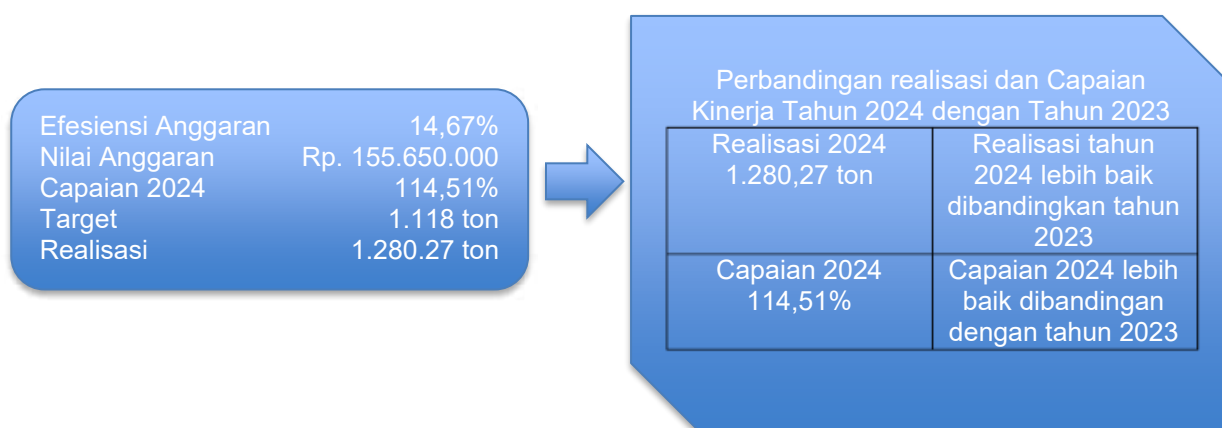 Efesiensi Anggaran 14,67%
Nilai Anggaran Rp. 155.650.000
Capaian 2024 114,51%
Target 1.118 ton
Realisasi 1.280.27 ton
Perbandingan realisasi dan Capaian
Kinerja Tahun 2024 dengan Tahun 2023
Realisasi 2024
1.280,27 ton
Realisasi tahun
2024 lebih baik
dibandingkan tahun
2023
Capaian 2024
114,51%
Capaian 2024 lebih
baik dibandingan
dengan tahun 2023